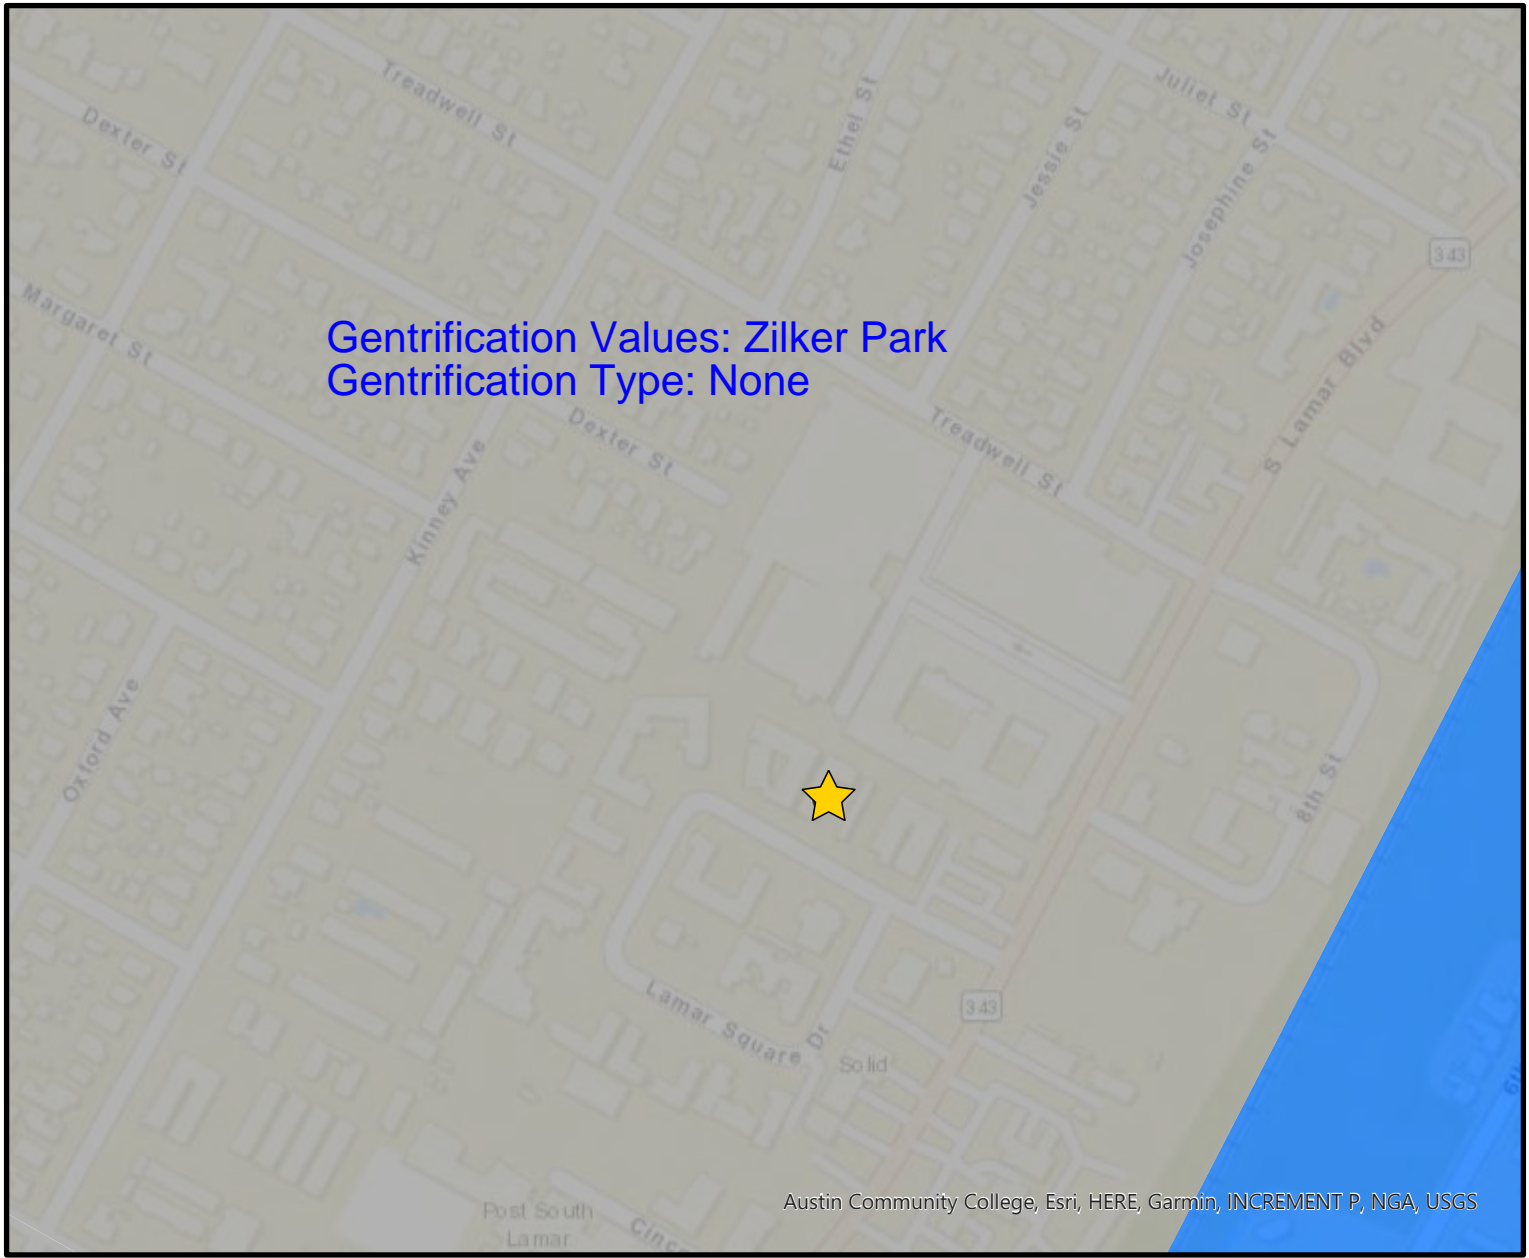 Treadwell St
Ethel St
Juliet St
Dexter St
Jessie St
Josephine St
343
Margaret St
Gentrification Values: Zilker Park
Gentrification Type: None
S Lamar Blvd
Dexter St
Treadwell St
Kinney Ave
Oxford Ave
8th St
Lamar Square Dr
343
Solid
Post South
Lamar
Austin Community College, Esri, HERE, Garmin, INCREMENT P, NGA, USGS